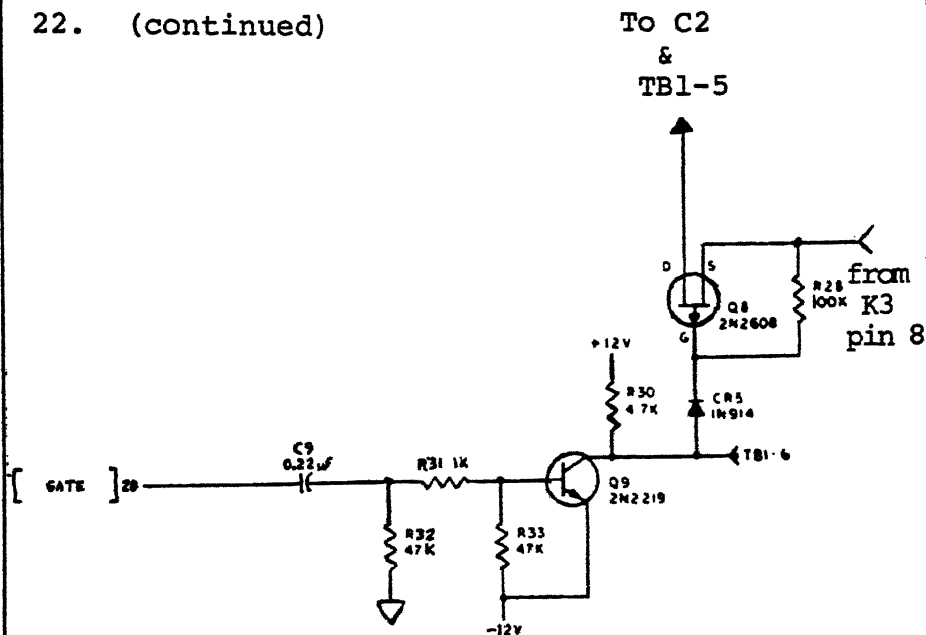 22. (continued)
To C2
&
TB1-5
D
S
R28
100K
from
K3
pin 8
Q8
2N2608
G
+12V
R30
4.7K
CR5
1N914
TB1-6
C9
0.22µF
R31 1K
[ GATE ] 28
Q9
2N2219
R32
47K
R33
47K
-12V